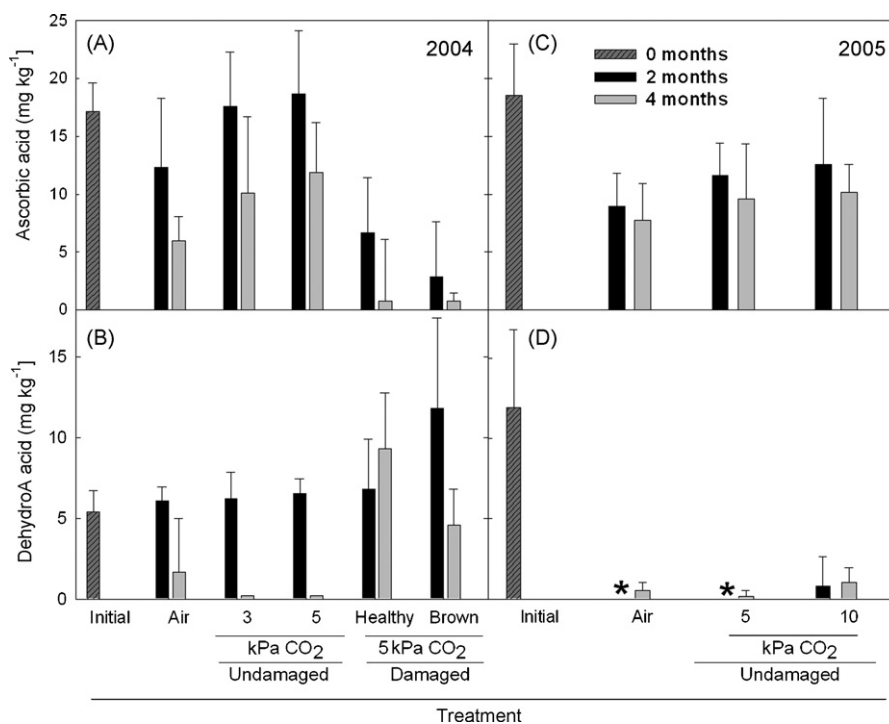 (A) 2004
(C) 2005
0 months
2 months
4 months
Ascorbic acid (mg kg⁻¹)
25
20
15
10
5
0
(B)
(D)
DehydroA acid (mg kg⁻¹)
15
10
5
0
* *
Initial Air 3 5 Healthy Brown Initial Air 5 10
kPa CO₂ 5 kPa CO₂ kPa CO₂
Undamaged Damaged Undamaged
Treatment